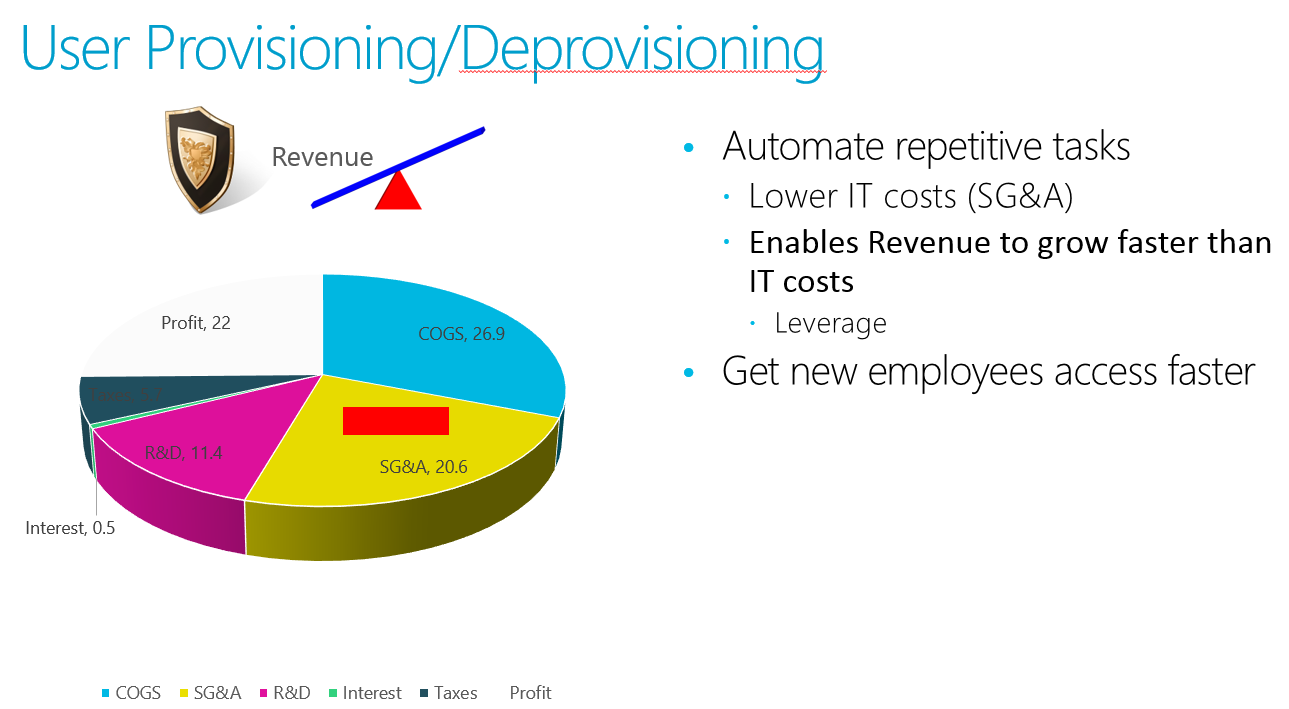 User Provisioning/Deprovisioning
Revenue
Profit, 22
COGS, 26.9
R&D, 11.4
SG&A, 20.6
Interest, 0.5
COGS SG&A R&D Interest Taxes Profit
• Automate repetitive tasks
• Lower IT costs (SG&A)
• Enables Revenue to grow faster than
IT costs
• Leverage
• Get new employees access faster